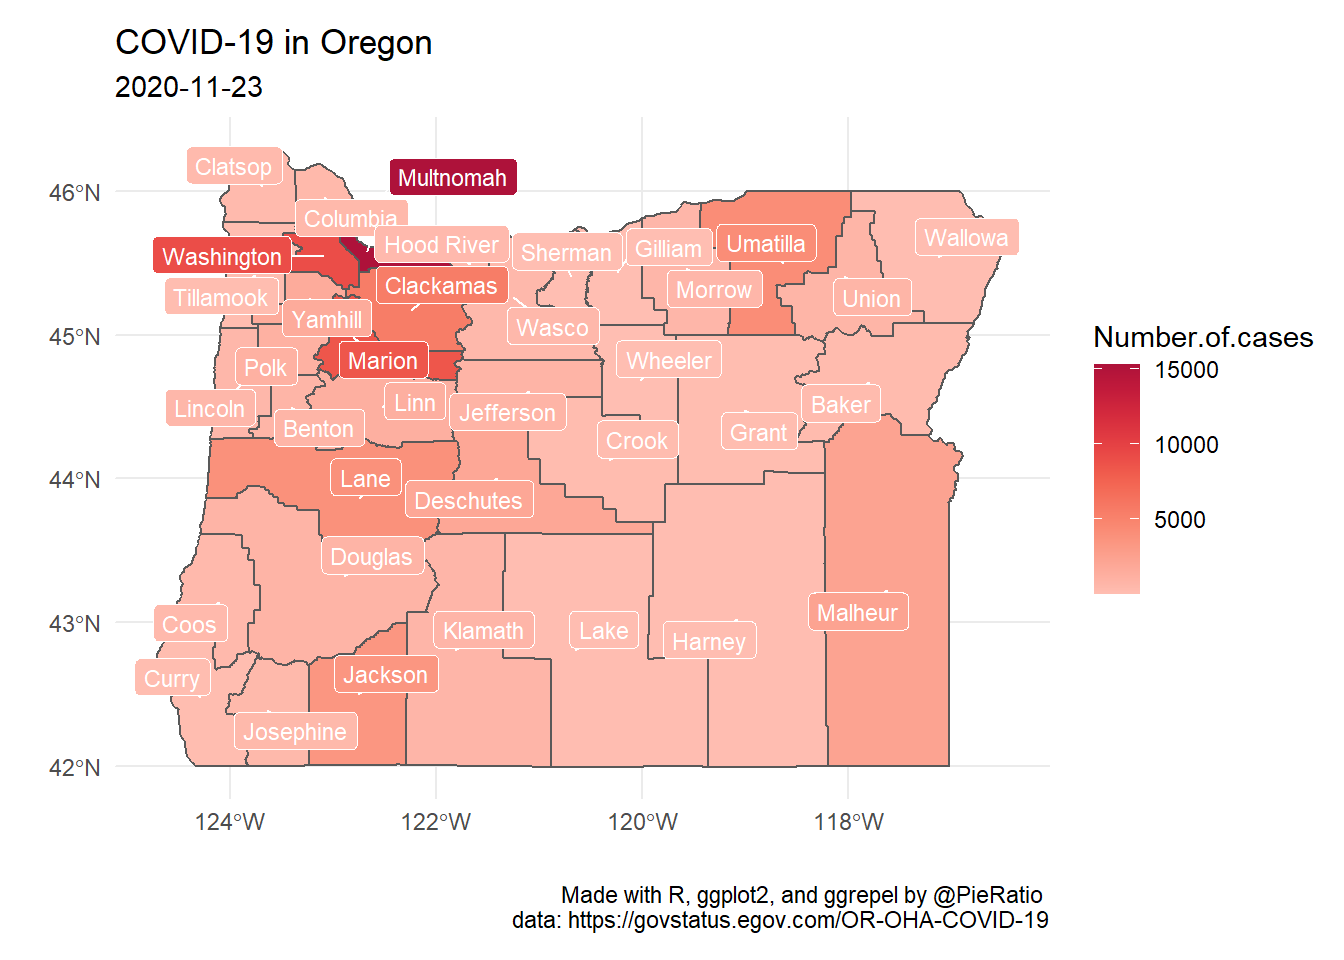 COVID-19 in Oregon
2020-11-23
Clatsop
Multnomah
46°N
Columbia
Hood River
Sherman
Gilliam
Umatilla
Wallowa
Washington
Clackamas
Tillamook
Morrow
Union
Yamhill
Wasco
45°N
Marion
Wheeler
Polk
Lincoln
Linn
Jefferson
Baker
Benton
Crook
Grant
44°N
Lane
Deschutes
Douglas
43°N
Coos
Klamath
Lake
Harney
Malheur
Curry
Jackson
Josephine
42°N
124°W
122°W
120°W
118°W
Number.of.cases
15000
10000
5000
Made with R, ggplot2, and ggrepel by @PieRatio
data: https://govstatus.egov.com/OR-OHA-COVID-19